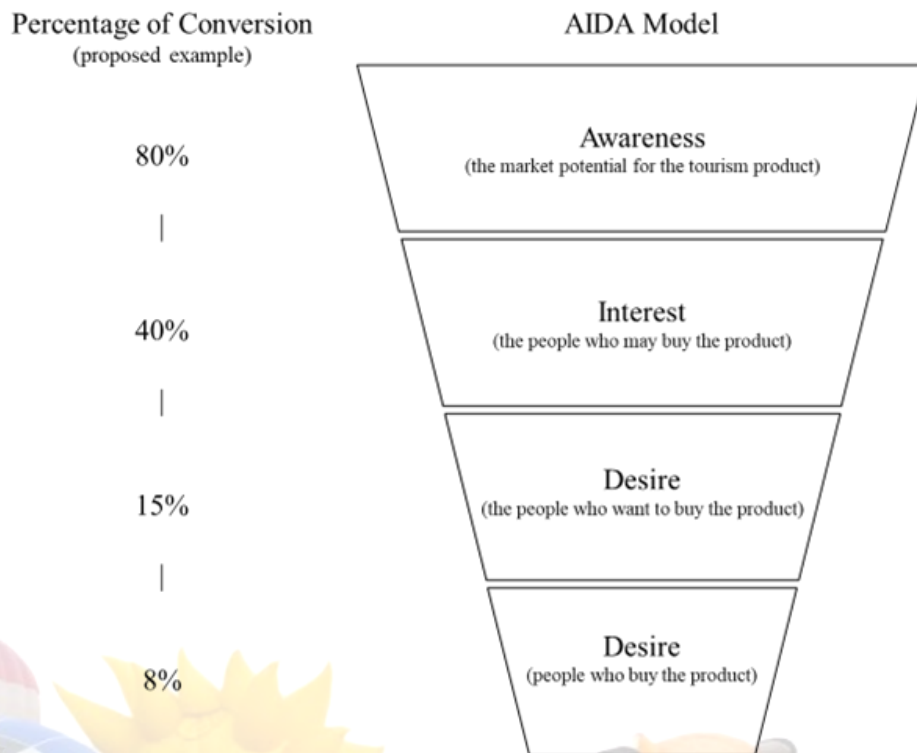 Percentage of Conversion
(proposed example)
AIDA Model
80%
Awareness
(the market potential for the tourism product)
|
40%
Interest
(the people who may buy the product)
|
15%
Desire
(the people who want to buy the product)
|
8%
Desire
(people who buy the product)